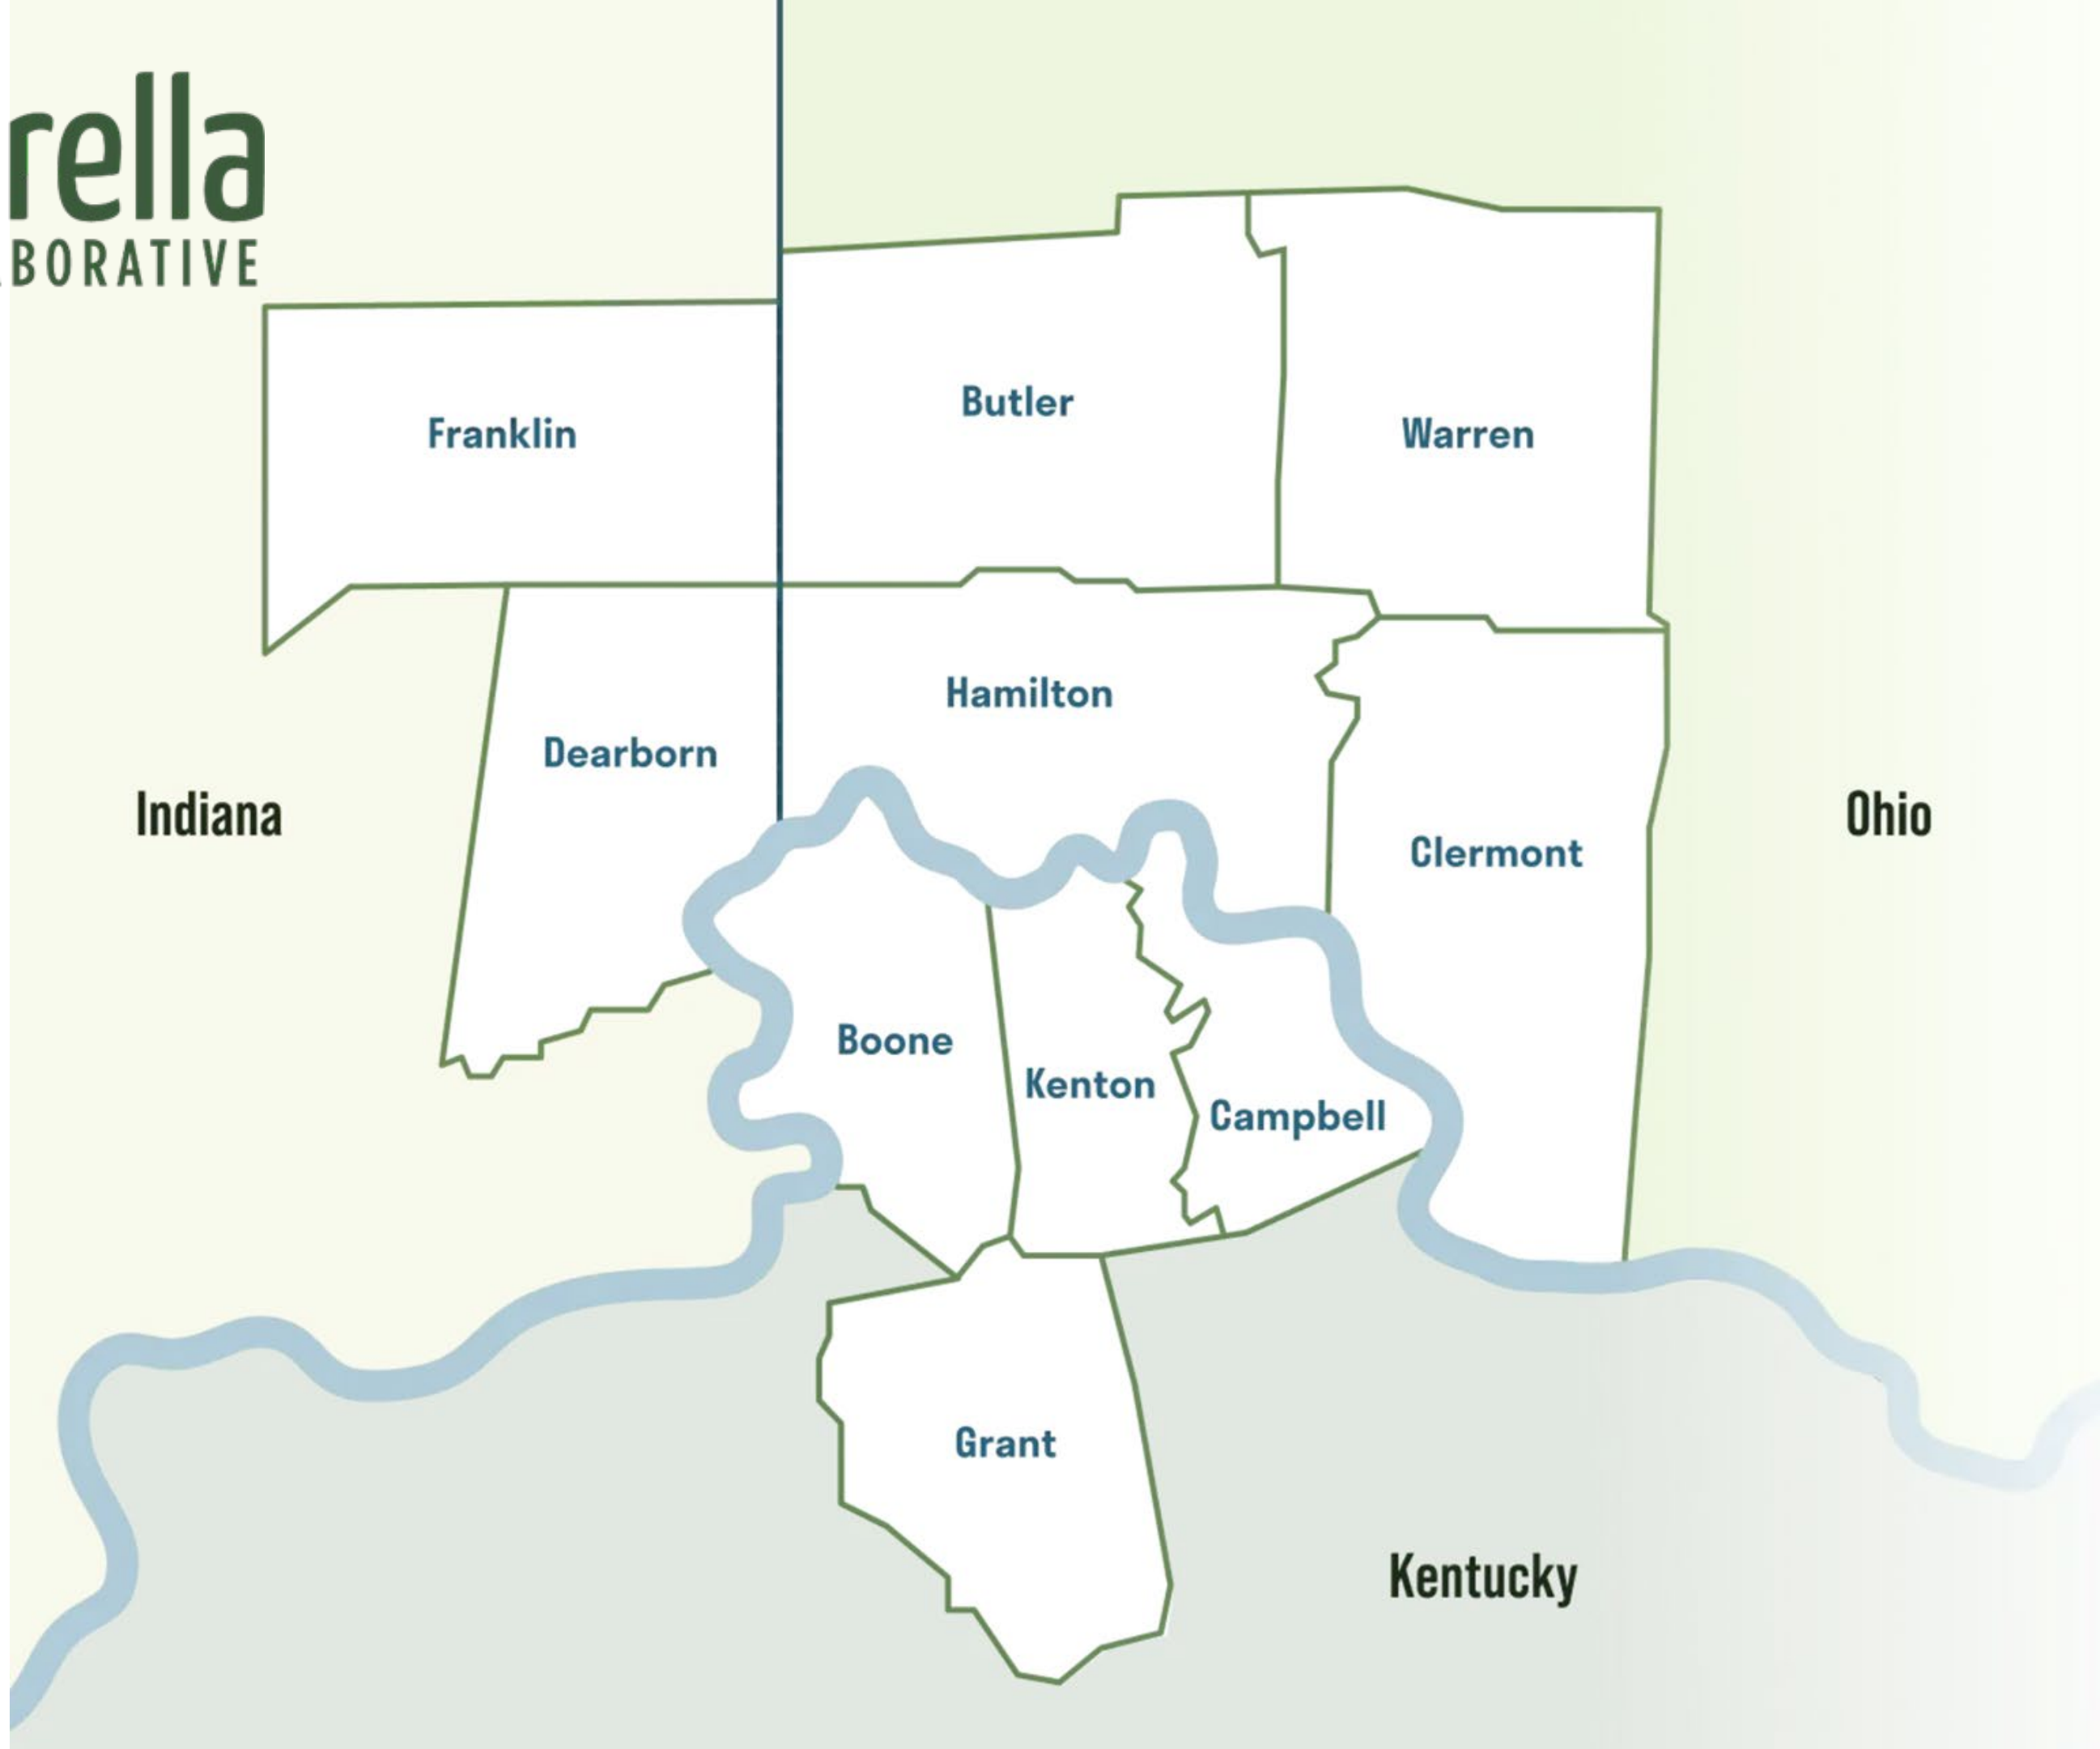 rella
BORATIVE
Franklin
Butler
Warren
Hamilton
Dearborn
Indiana
Ohio
Clermont
Boone
Kenton
Campbell
Grant
Kentucky